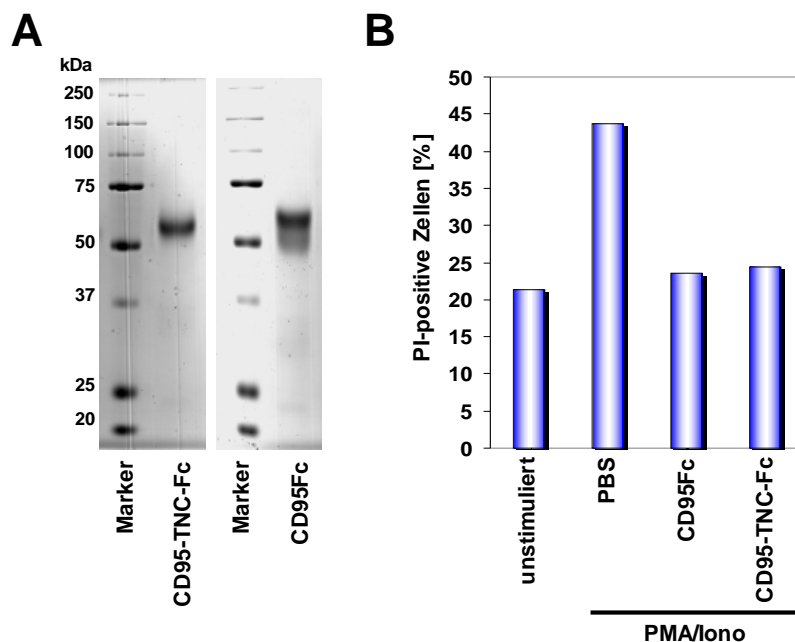 A
kDa
250
150
100
75
50
37
25
20
Marker
CD95-TNC-Fc
Marker
CD95Fc
B
PI-positive Zellen [%]
50
45
40
35
30
25
20
15
10
5
0
unstimuliert
PBS
CD95Fc
CD95-TNC-Fc
PMA/Iono